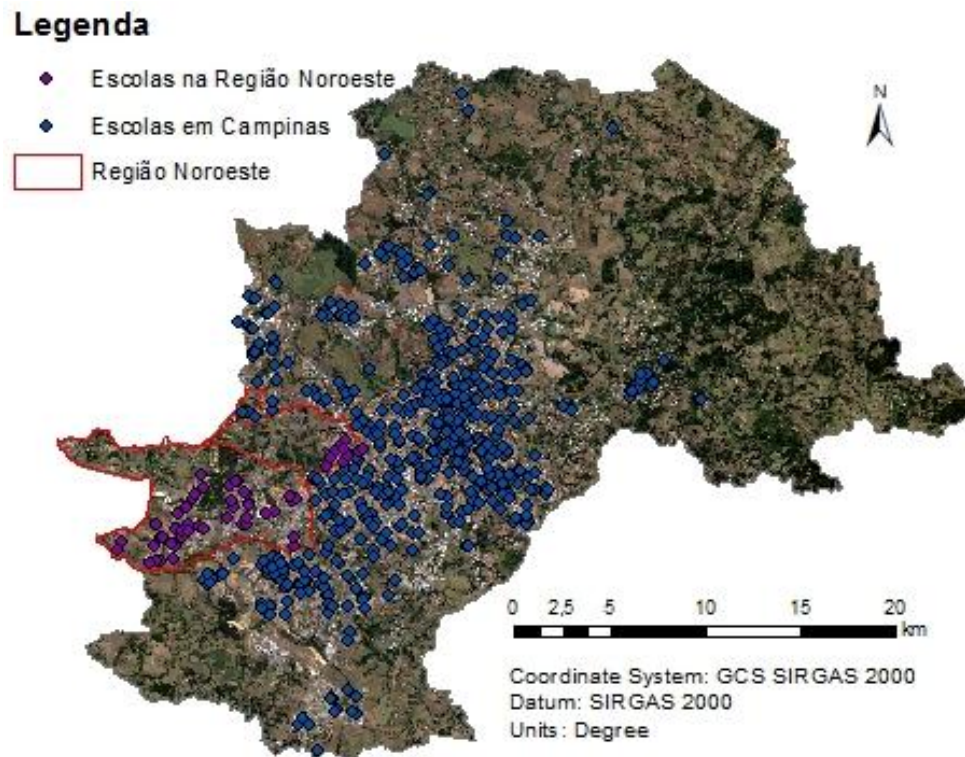 Legenda
Escolas na Região Noroeste
Escolas em Campinas
Região Noroeste
N
0 2,5 5 10 15 20
km
Coordinate System: GCS SIRGAS 2000
Datum: SIRGAS 2000
Units: Degree